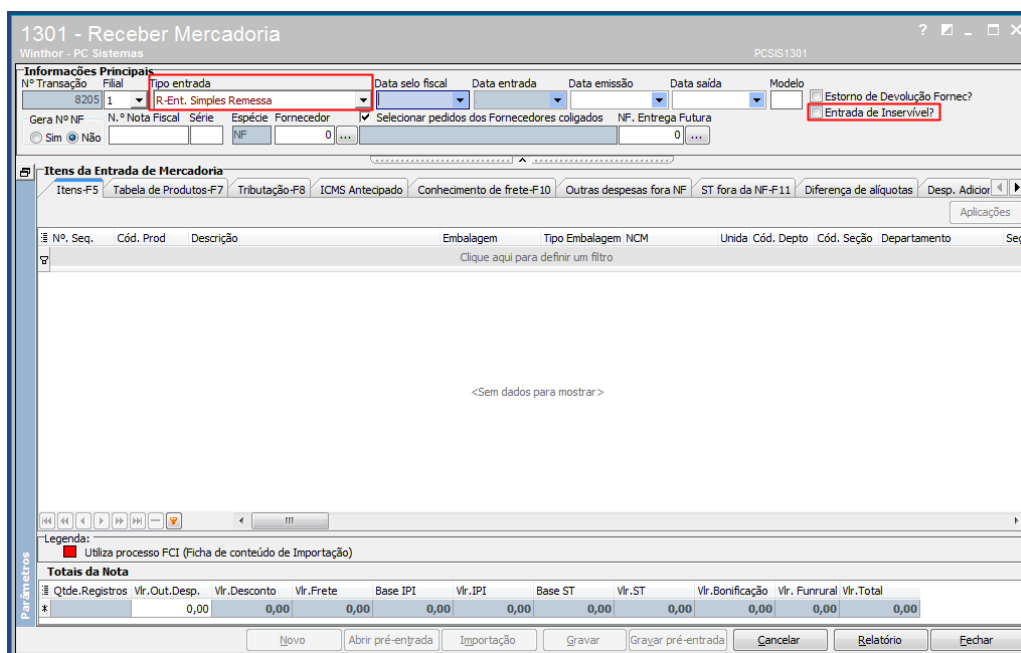 1301 - Receber Mercadoria
Winthor - PC Sistemas PCSIS1301
Informações Principais
Nº Transação Filial Tipo entrada Data selo fiscal Data entrada Data emissão Data saída Modelo
8205 1 R-Ent. Simples Remessa Estorno de Devolução Fornec?
Entrada de Inservível?
Gera Nº NF N.º Nota Fiscal Série Espécie Fornecedor Selecionar pedidos dos Fornecedores coligados NF. Entrega Futura
Sim Não NF 0 ... 0 ...
Itens da Entrada de Mercadoria
Itens-F5 Tabela de Produtos-F7 Tributação-F8 ICMS Antecipado Conhecimento de frete-F10 Outras despesas fora NF ST fora da NF-F11 Diferença de alíquotas Desp. Adicior
Aplicações
Nº. Seq. Cód. Prod Descrição Embalagem Tipo Embalagem NCM Unida Cód. Depto Cód. Seção Departamento Seç
Clique aqui para definir um filtro
<Sem dados para mostrar>
Legenda:
Utiliza processo FCI (Ficha de conteúdo de Importação)
Parâmetros
Totais da Nota
Qtde.Registros Vlr.Out.Desp. Vlr.Desconto Vlr.Frete Base IPI Vlr.IPI Base ST Vlr.ST Vlr.Bonificação Vlr. Funrural Vlr.Total
* 0,00 0,00 0,00 0,00 0,00 0,00 0,00 0,00 0,00 0,00
Novo Abrir pré-entrada Importação Gravar Gravar pré-entrada Cancelar Relatório Fechar